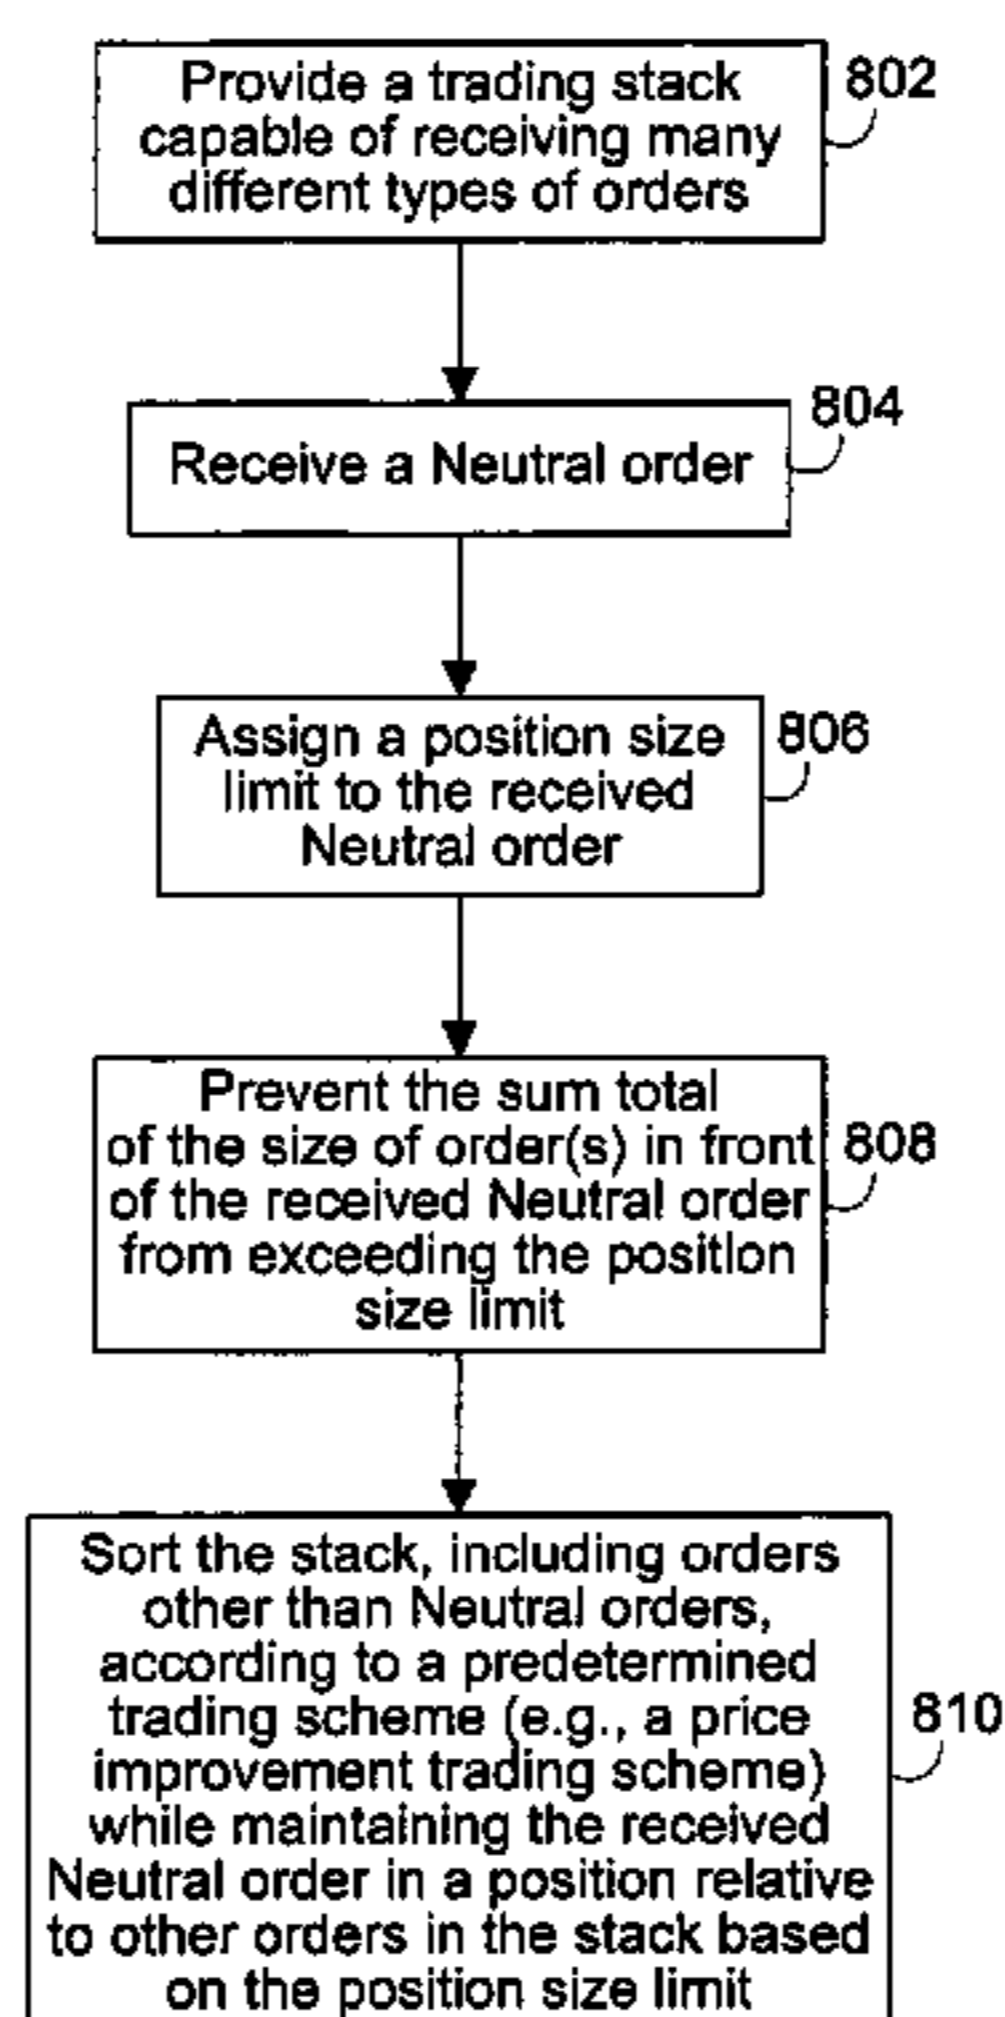 Provide a trading stack
capable of receiving many
different types of orders
802
Receive a Neutral order
804
Assign a position size
limit to the received
Neutral order
806
Prevent the sum total
of the size of order(s) in front
of the received Neutral order
from exceeding the position
size limit
808
Sort the stack, including orders
other than Neutral orders,
according to a predetermined
trading scheme (e.g., a price
improvement trading scheme)
while maintaining the received
Neutral order in a position relative
to other orders in the stack based
on the position size limit
810